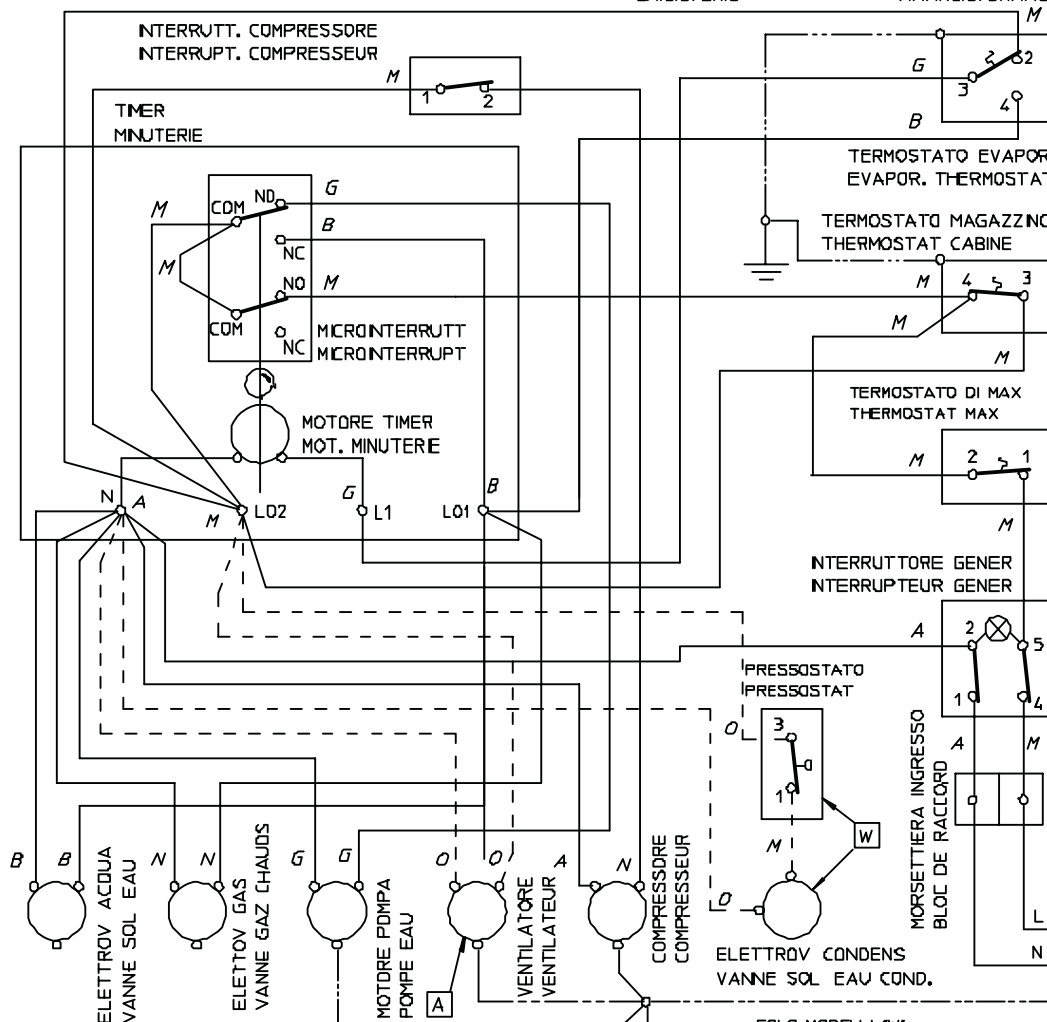 M
INTERRUTT. COMPRESSORE
INTERRUPT. COMPRESSEUR
M
1 2
G
2
3
4
B
TIMER
MINUTERIE
TERMOSTATO EVAPOR
EVAPOR. THERMOSTAT
COM NO G
M
B
NC
TERMOSTATO MAGAZZINO
THERMOSTAT CABINE
M
NO M
COM
NC
M 4 3
M
MICROINTERRUTT
MICROINTERRUPT
M
TERMOSTATO DI MAX
THERMOSTAT MAX
MOTORE TIMER
MOT. MINUTERIE
M 2 1
N A
M LO2
G L1
B LO1
M
INTERRUTTORE GENER
INTERRUPTEUR GENER
A 2 5
1 4
PRESSOSTATO
PRESSOSTAT
O 3
1
A M
MORSETTIERA INGRESSO
BLOC DE RACCORD
W
M
B B N N G G O O A N
O
ELETTROV ACQUA
VANNE SOL EAU
ELETTOV GAS
VANNE GAZ CHAUDS
MOTORE POMPA
POMPE EAU
A
VENTILATORE
VENTILATEUR
COMPRESSORE
COMPRESSEUR
ELETTROV CONDENS
VANNE SOL EAU COND.
L
N